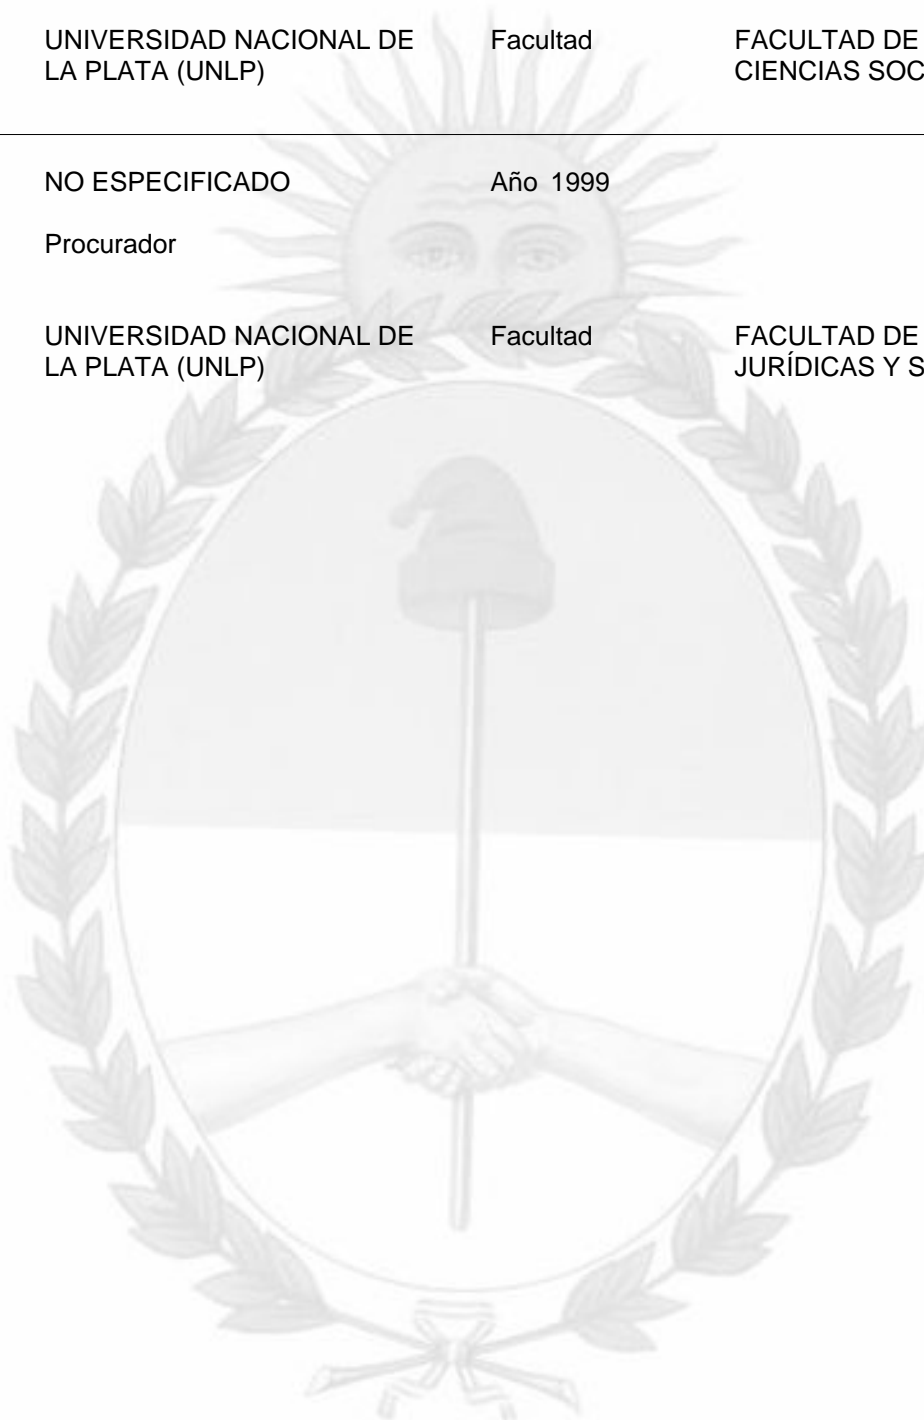 UNIVERSIDAD NACIONAL DE Facultad FACULTAD DE
LA PLATA (UNLP) CIENCIAS SOC
NO ESPECIFICADO Año 1999
Procurador
UNIVERSIDAD NACIONAL DE Facultad FACULTAD DE
LA PLATA (UNLP) JURÍDICAS Y S